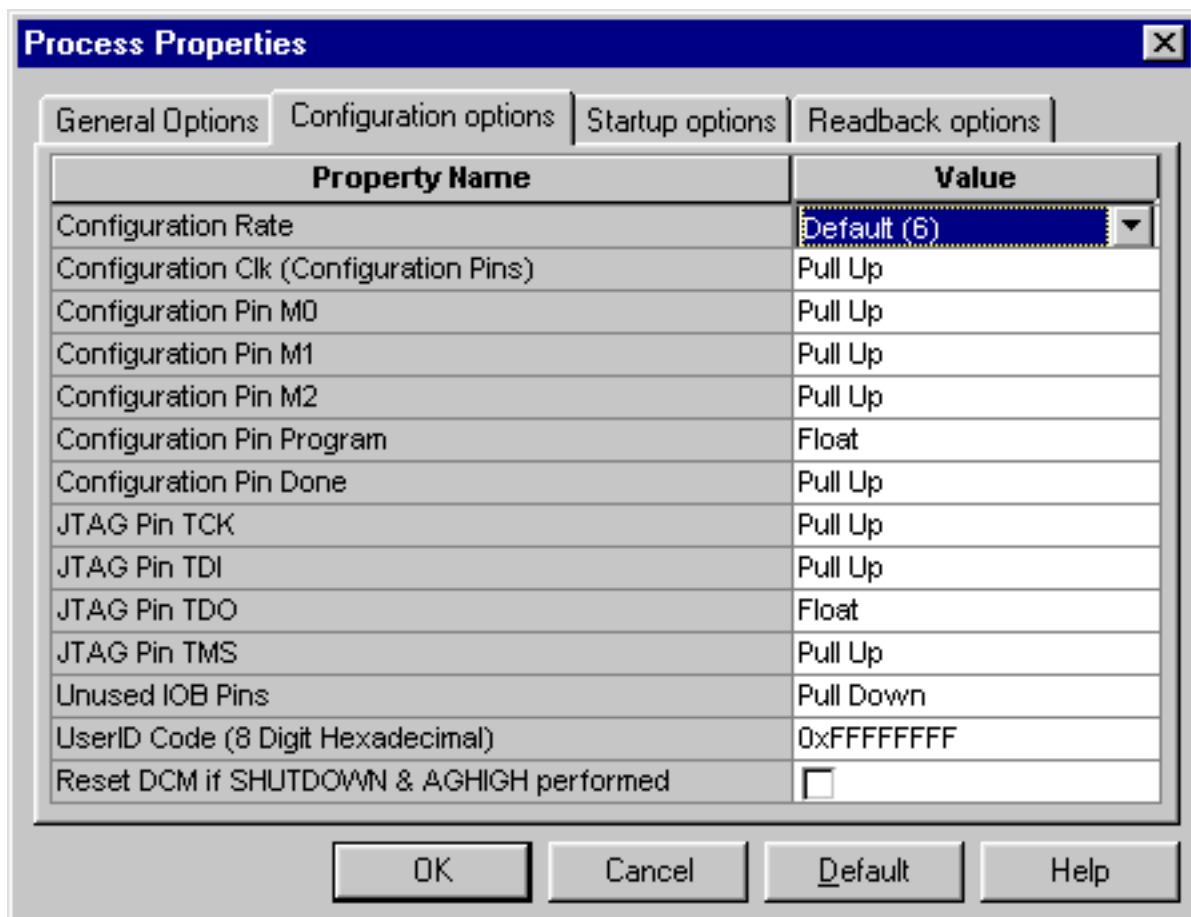 Process Properties
General Options Configuration options Startup options Readback options
Property Name Value
Configuration Rate Default (6)
Configuration Clk (Configuration Pins) Pull Up
Configuration Pin M0 Pull Up
Configuration Pin M1 Pull Up
Configuration Pin M2 Pull Up
Configuration Pin Program Float
Configuration Pin Done Pull Up
JTAG Pin TCK Pull Up
JTAG Pin TDI Pull Up
JTAG Pin TDO Float
JTAG Pin TMS Pull Up
Unused IOB Pins Pull Down
UserID Code (8 Digit Hexadecimal) 0xFFFFFFFF
Reset DCM if SHUTDOWN & AGHIGH performed
OK Cancel Default Help